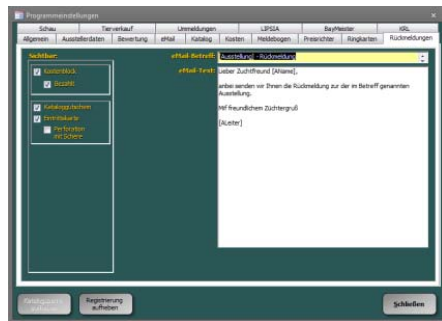 Programmeinstellungen
Schau Tierverkauf Ummeldungen LIPSIA BayMeister KRL
Allgemein Ausstellerdaten Bewertung eMail Katalog Kosten Meldebogen Preisrichter Ringkarten Rückmeldungen
Sichtbar:
Kostenblock
Bezahlt
Kataloggutschein
Eintrittskarte
Perforation
mit Schere
eMail-Betreff: [Ausstellung] - Rückmeldung
eMail-Text: Lieber Zuchtfreund [AName],
anbei senden wir Ihnen die Rückmeldung zur der im Betreff genannten
Ausstellung.
Mit freundlichem Züchtergruß
[ALeiter]
Registrierung
aufheben
Schließen